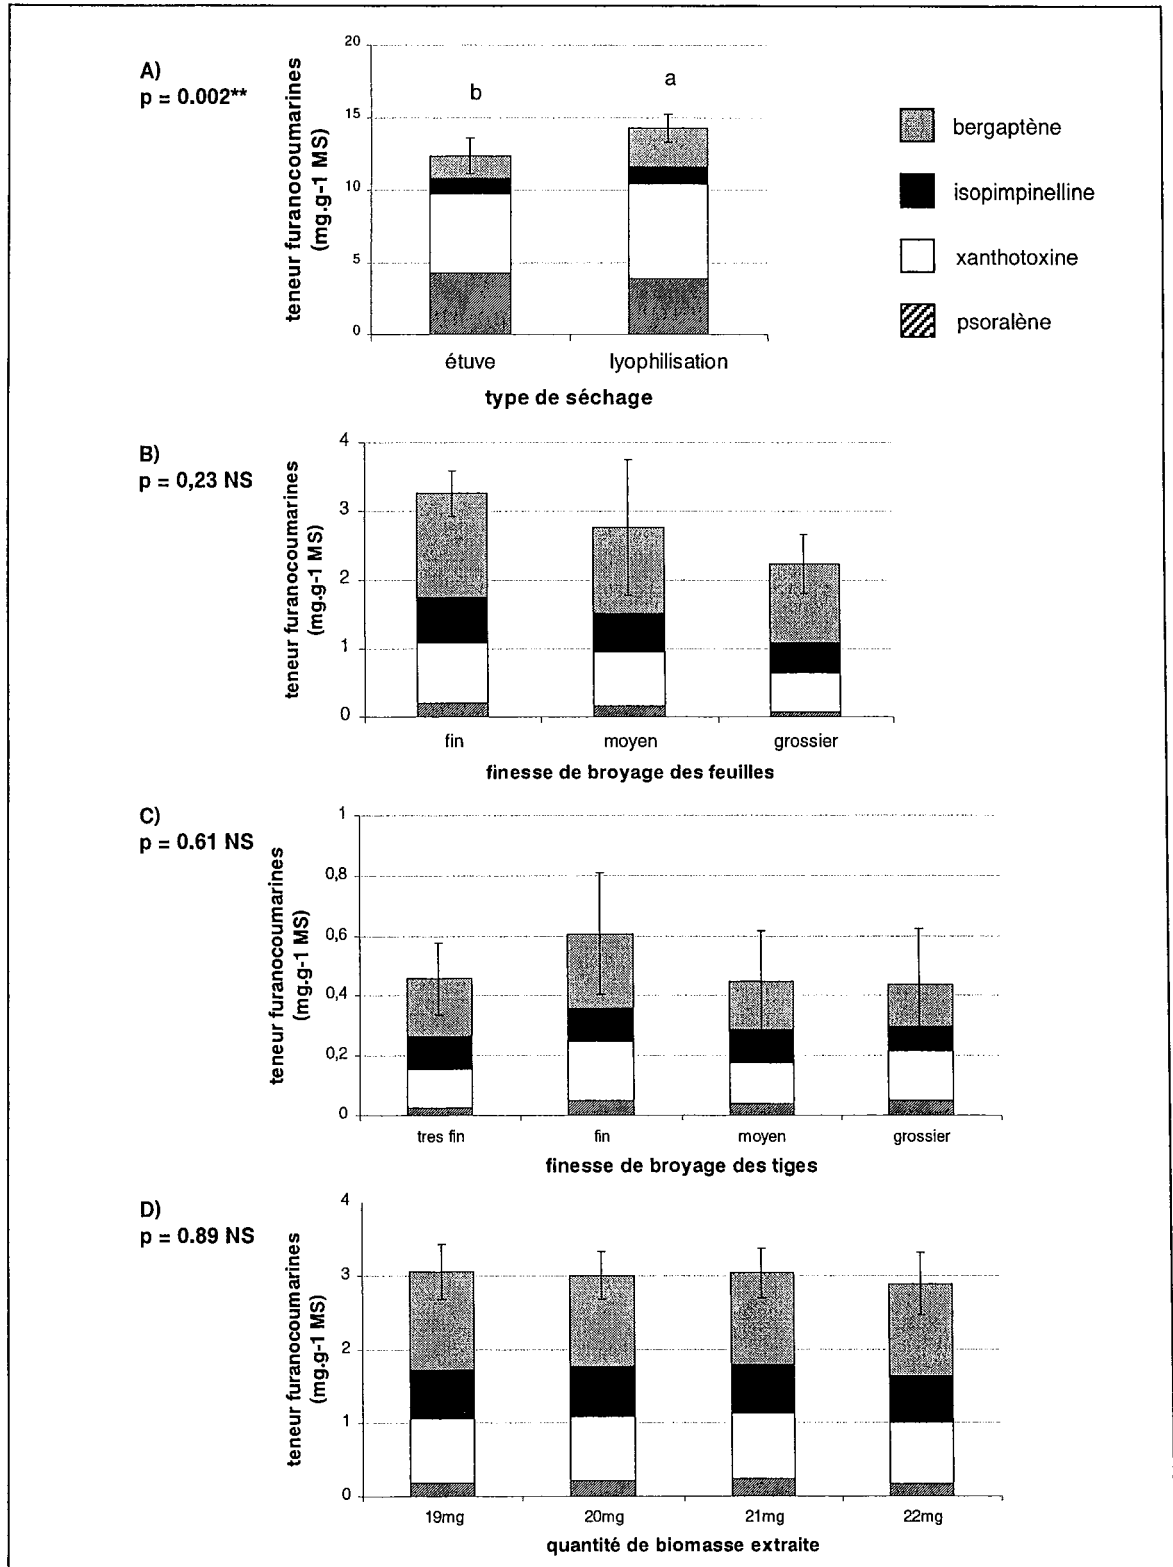 A)
p = 0.002**
teneur furanocoumarines
(mg.g-1 MS)
20
15
10
5
0
b
a
étuve
lyophilisation
type de séchage
bergaptène
isopimpinelline
xanthotoxine
psoralène
B)
p = 0,23 NS
teneur furanocoumarines
(mg.g-1 MS)
4
3
2
1
0
fin
moyen
grossier
finesse de broyage des feuilles
C)
p = 0.61 NS
teneur furanocoumarines
(mg.g-1 MS)
1
0,8
0,6
0,4
0,2
0
tres fin
fin
moyen
grossier
finesse de broyage des tiges
D)
p = 0.89 NS
teneur furanocoumarines
(mg.g-1 MS)
4
3
2
1
0
19mg
20mg
21mg
22mg
quantité de biomasse extraite